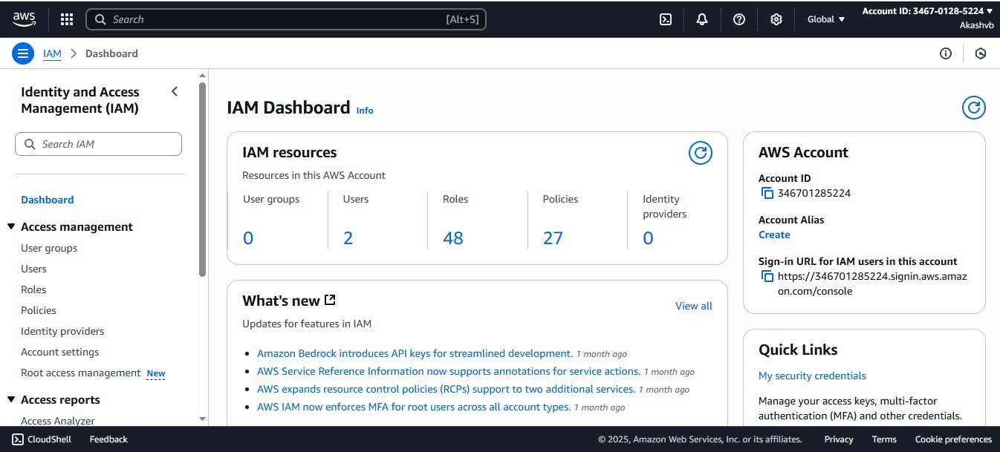 aws
Search [Alt+S]
Global
Account ID: 3467-0128-5224
Akashvb
IAM Dashboard
Identity and Access
Management (IAM)
Search IAM
Dashboard
Access management
User groups
Users
Roles
Policies
Identity providers
Account settings
Root access management New
Access reports
Access Analyzer
IAM Dashboard Info
IAM resources
Resources in this AWS Account
User groups
0
Users
2
Roles
48
Policies
27
Identity
providers
0
What's new
View all
Updates for features in IAM
Amazon Bedrock introduces API keys for streamlined development. 1 month ago
AWS Service Reference Information now supports annotations for service actions. 1 month ago
AWS expands resource control policies (RCPs) support to two additional services. 1 month ago
AWS IAM now enforces MFA for root users across all account types. 1 month ago
AWS Account
Account ID
346701285224
Account Alias
Create
Sign-in URL for IAM users in this account
https://346701285224.signin.aws.amaz
on.com/console
Quick Links
My security credentials
Manage your access keys, multi-factor
authentication (MFA) and other credentials.
CloudShell Feedback © 2025, Amazon Web Services, Inc. or its affiliates. Privacy Terms Cookie preferences